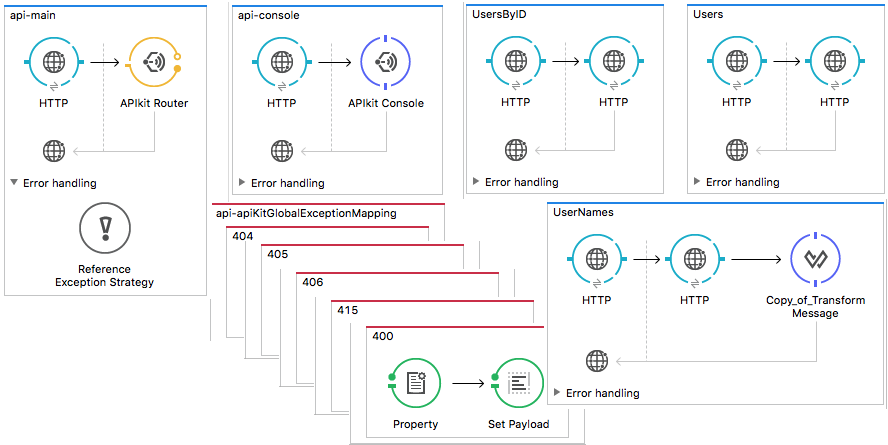 api-main
HTTP
APIkit Router
Error handling
Reference
Exception Strategy
api-console
HTTP
APIkit Console
Error handling
UsersByID
HTTP
HTTP
Error handling
Users
HTTP
HTTP
Error handling
api-apiKitGlobalExceptionMapping
404
405
406
415
400
Property
Set Payload
UserNames
HTTP
HTTP
Copy_of_Transform
Message
Error handling